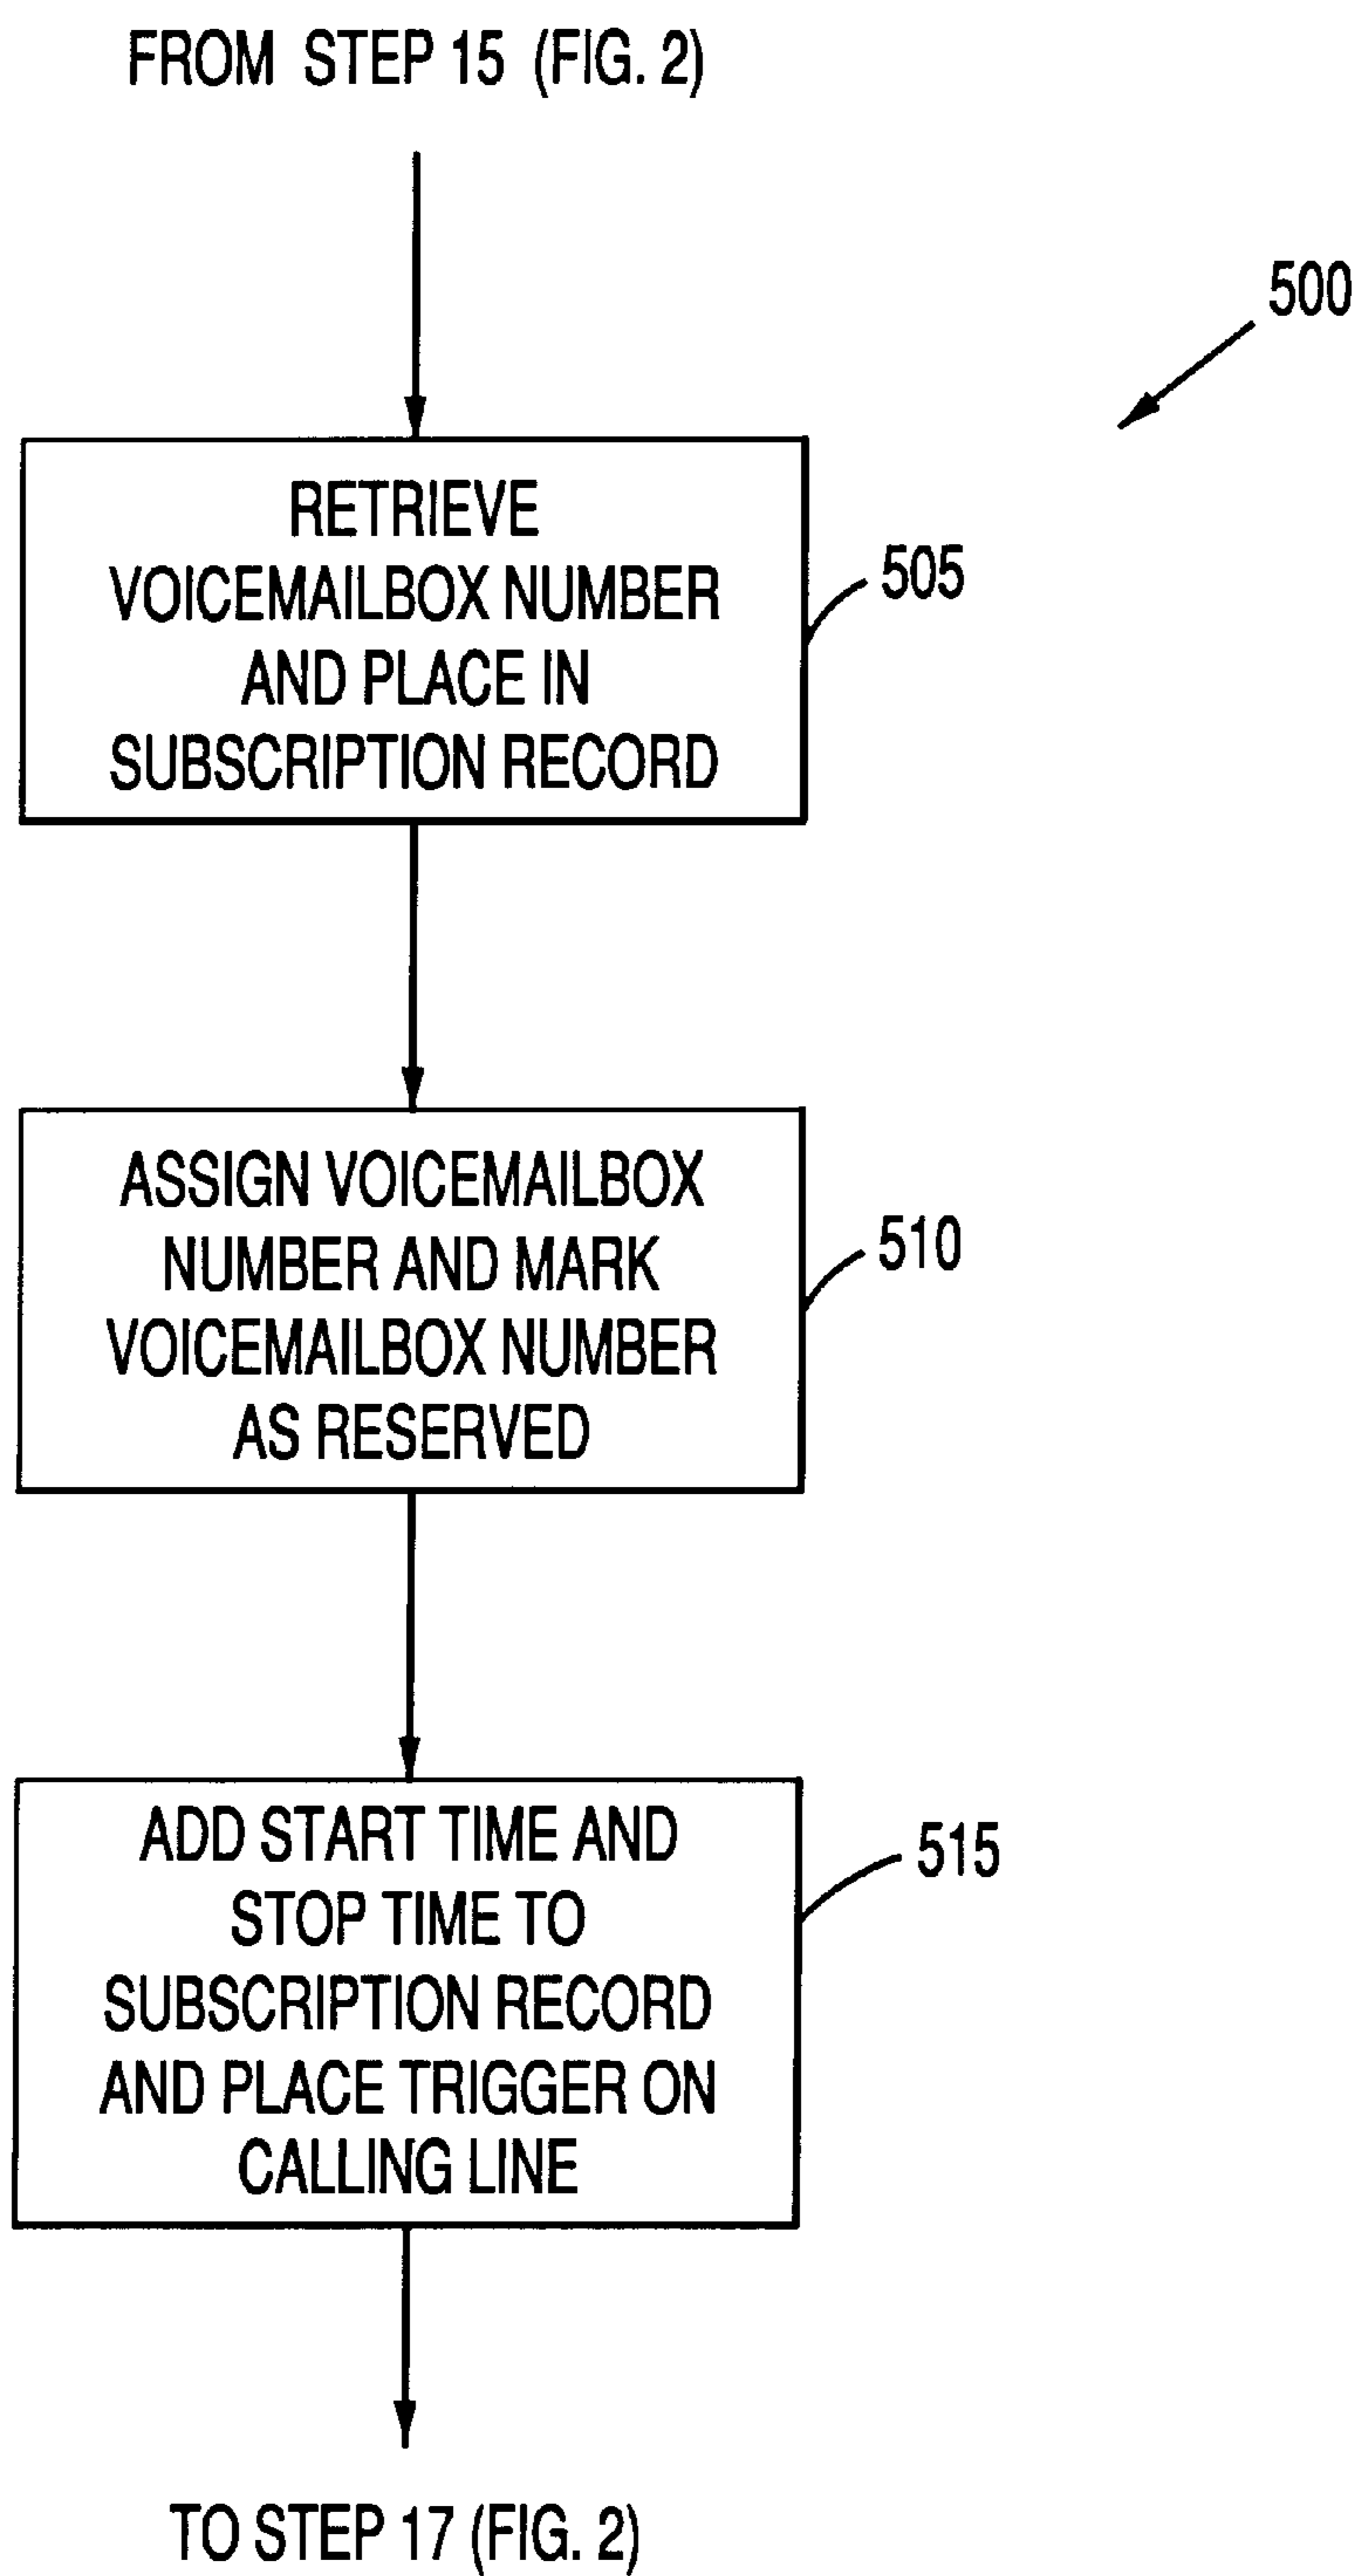 FROM STEP 15 (FIG. 2)
500
RETRIEVE
VOICEMAILBOX NUMBER
AND PLACE IN
SUBSCRIPTION RECORD
505
ASSIGN VOICEMAILBOX
NUMBER AND MARK
VOICEMAILBOX NUMBER
AS RESERVED
510
ADD START TIME AND
STOP TIME TO
SUBSCRIPTION RECORD
AND PLACE TRIGGER ON
CALLING LINE
515
TO STEP 17 (FIG. 2)